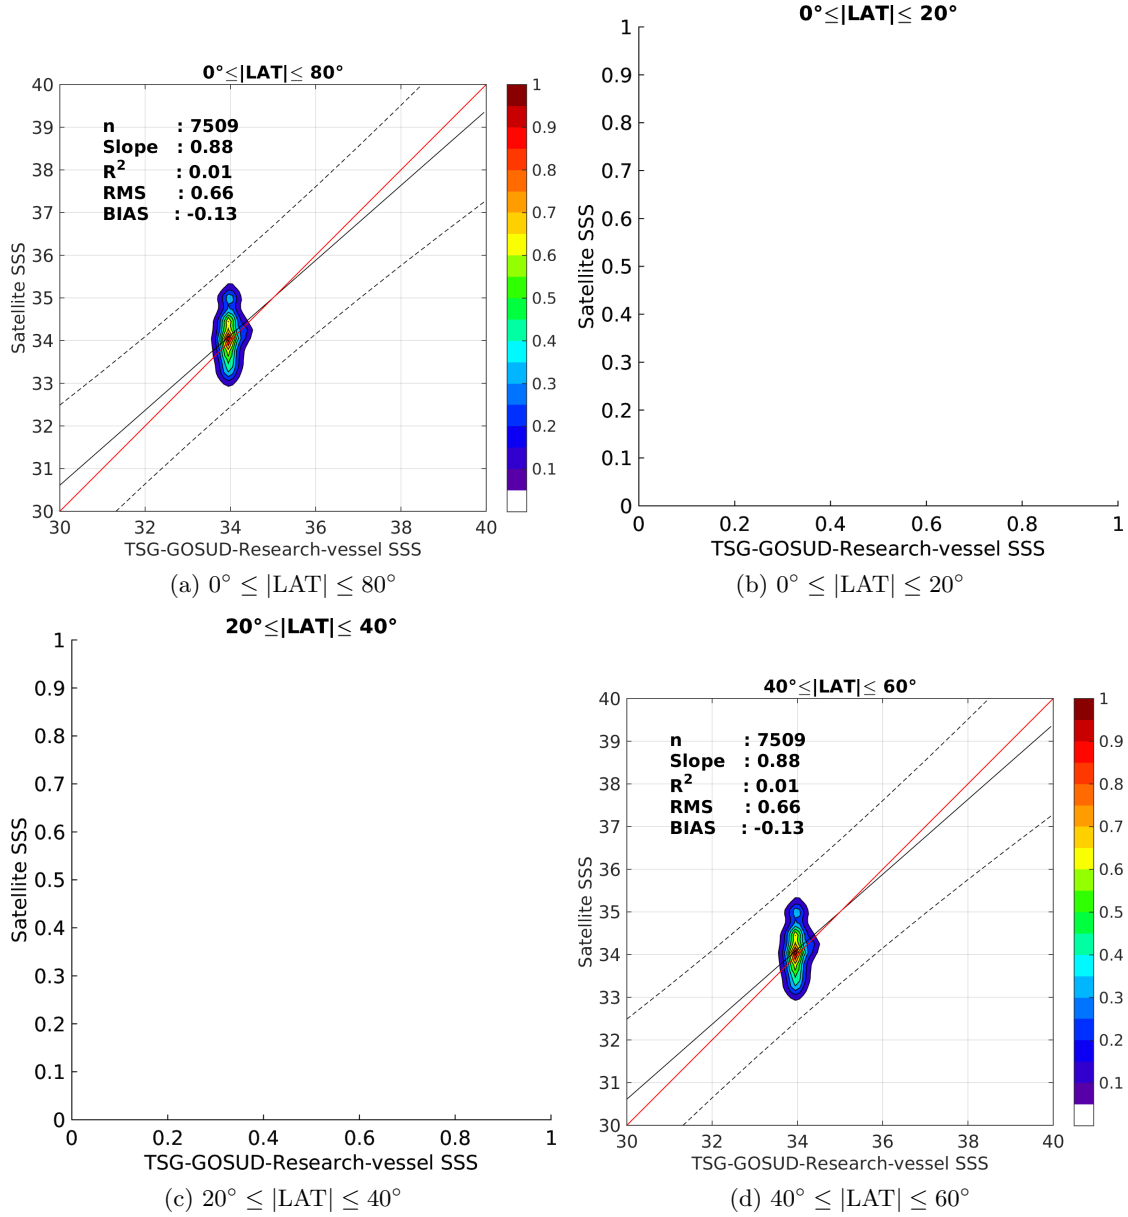 0°≤|LAT|≤ 80°
40
39
38
37
36
35
34
33
32
31
30
n : 7509
Slope : 0.88
R² : 0.01
RMS : 0.66
BIAS : -0.13
Satellite SSS
30 32 34 36 38 40
TSG-GOSUD-Research-vessel SSS
1
0.9
0.8
0.7
0.6
0.5
0.4
0.3
0.2
0.1
(a) 0° ≤ |LAT| ≤ 80°
0°≤|LAT|≤ 20°
1
0.9
0.8
0.7
0.6
0.5
0.4
0.3
0.2
0.1
0
Satellite SSS
0 0.2 0.4 0.6 0.8 1
TSG-GOSUD-Research-vessel SSS
(b) 0° ≤ |LAT| ≤ 20°
20°≤|LAT|≤ 40°
1
0.9
0.8
0.7
0.6
0.5
0.4
0.3
0.2
0.1
0
Satellite SSS
0 0.2 0.4 0.6 0.8 1
TSG-GOSUD-Research-vessel SSS
(c) 20° ≤ |LAT| ≤ 40°
40°≤|LAT|≤ 60°
40
39
38
37
36
35
34
33
32
31
30
n : 7509
Slope : 0.88
R² : 0.01
RMS : 0.66
BIAS : -0.13
Satellite SSS
30 32 34 36 38 40
TSG-GOSUD-Research-vessel SSS
1
0.9
0.8
0.7
0.6
0.5
0.4
0.3
0.2
0.1
(d) 40° ≤ |LAT| ≤ 60°